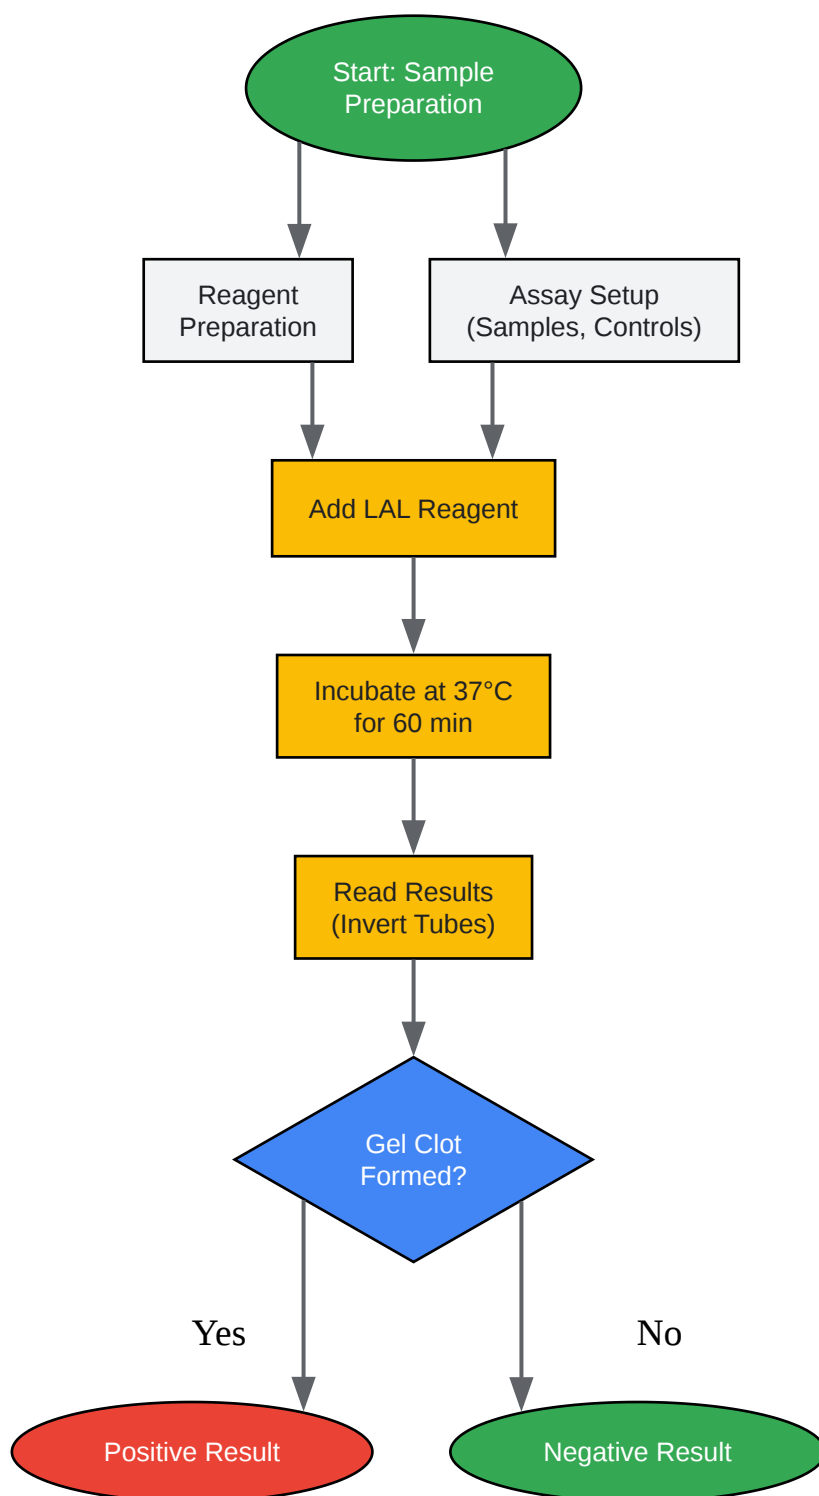 Start: Sample
Preparation
Reagent
Preparation
Assay Setup
(Samples, Controls)
Add LAL Reagent
Incubate at 37°C
for 60 min
Read Results
(Invert Tubes)
Gel Clot
Formed?
Yes
No
Positive Result
Negative Result